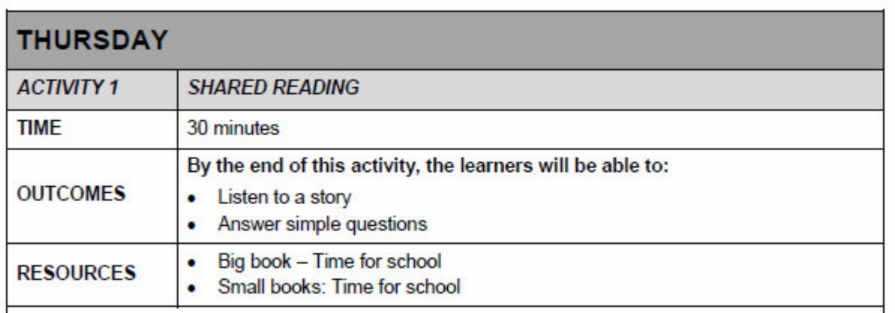 THURSDAY
ACTIVITY 1 SHARED READING
TIME 30 minutes
OUTCOMES By the end of this activity, the learners will be able to:
• Listen to a story
• Answer simple questions
RESOURCES • Big book – Time for school
• Small books: Time for school